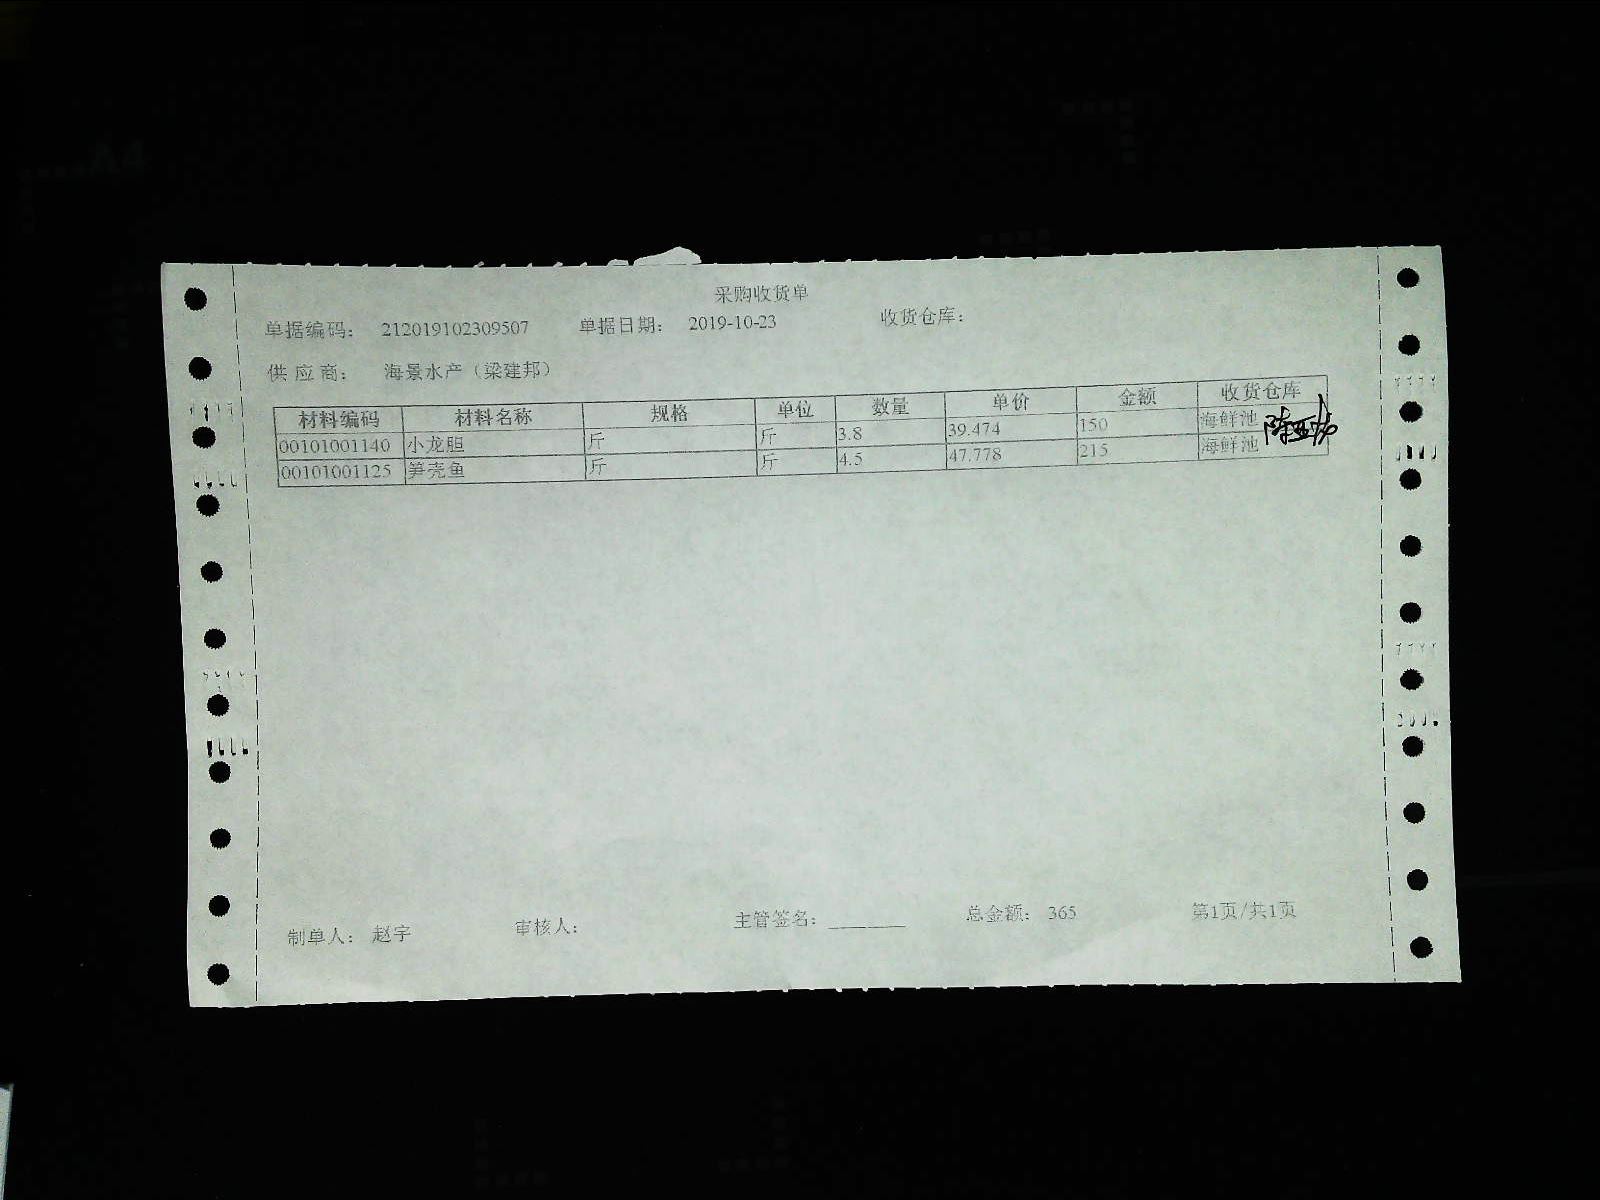 采购收货单
单据编码： 212019102309507 单据日期： 2019-10-23 收货仓库：
供 应 商： 海景水产（梁建邦）
材料编码 材料名称 规格 单位 数量 单价 金额 收货仓库
00101001140 小龙胆 斤 斤 3.8 39.474 150 海鲜池
00101001125 笋壳鱼 斤 斤 4.5 47.778 215 海鲜池
制单人： 赵宇 审核人： 主管签名： 总金额： 365 第1页/共1页